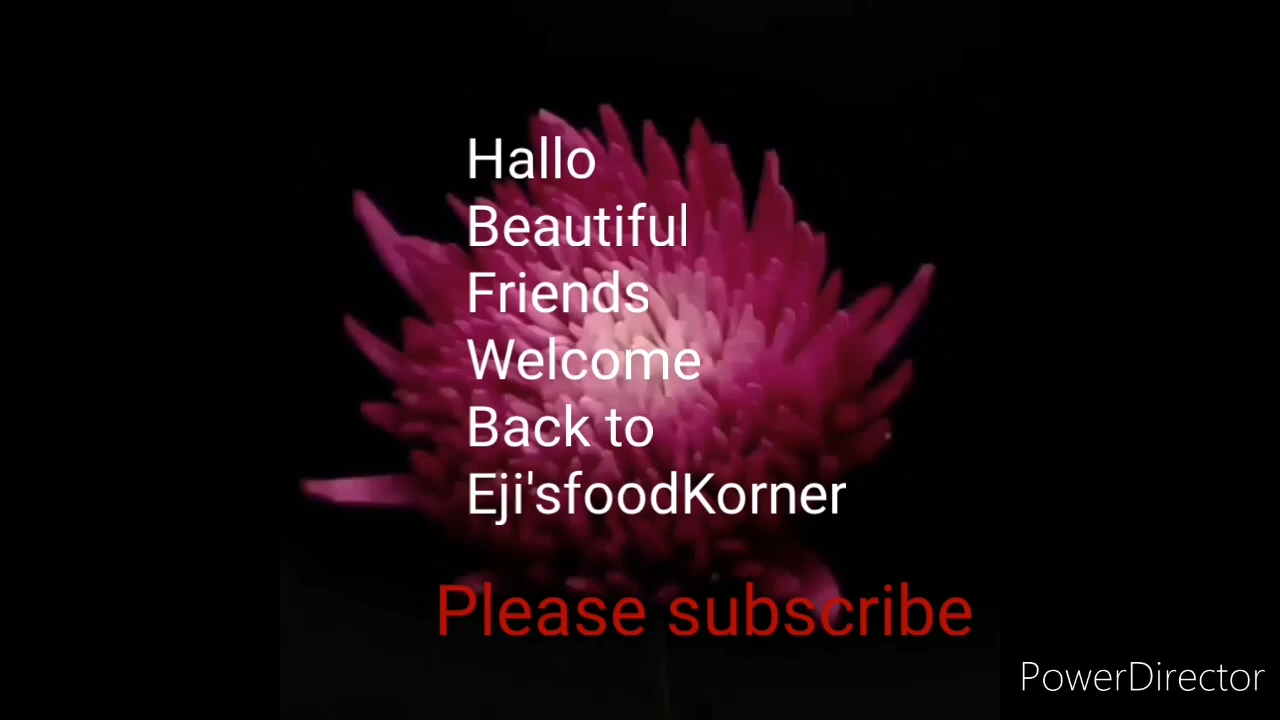 Hallo
Beautiful
Friends
Welcome
Back to
Eji'sfoodKorner
Please subscribe
PowerDirector